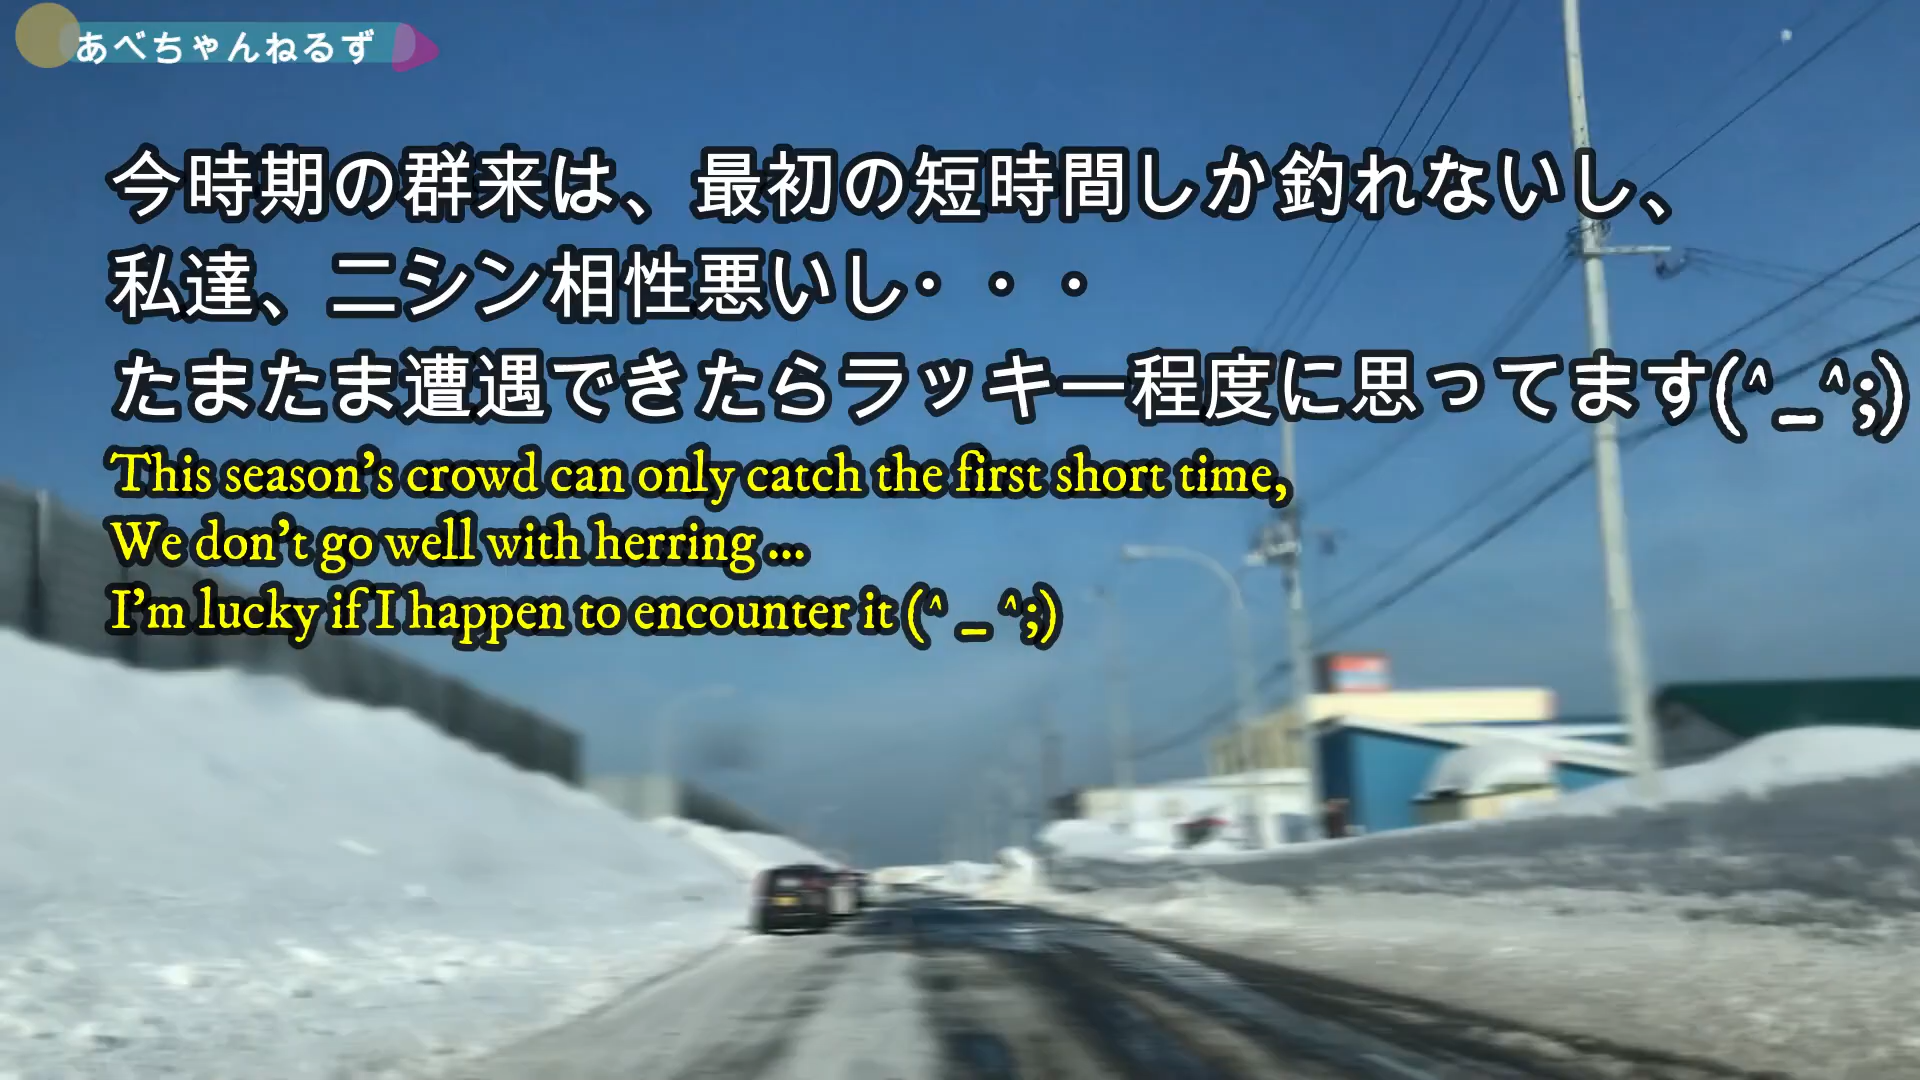 あべちゃんねるず
今時期の群来は、最初の短時間しか釣れないし、
私達、ニシン相性悪いし・・・
たまたま遭遇できたらラッキー程度に思ってます(^_^;)
This season's crowd can only catch the first short time,
We don't go well with herring ...
I'm lucky if I happen to encounter it (^ _ ^;)